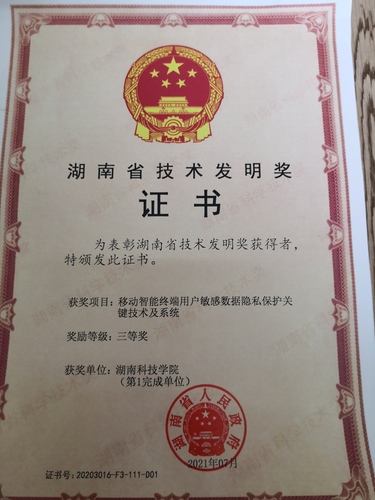 湖南省技术发明奖
证书
为表彰湖南省技术发明奖获得者，
特颁发此证书。
获奖项目：移动智能终端用户敏感数据隐私保护关
键技术及系统
奖励等级：三等奖
获奖单位：湖南科技学院
（第1完成单位）
湖南省人民政府
2021年07月
证书号：20203016-F3-111-001